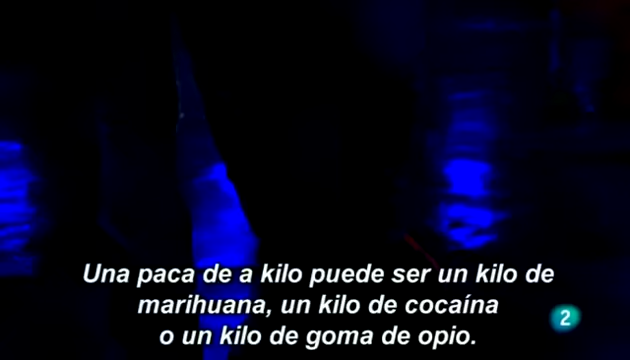 Una paca de a kilo puede ser un kilo de
marihuana, un kilo de cocaína
o un kilo de goma de opio.
2